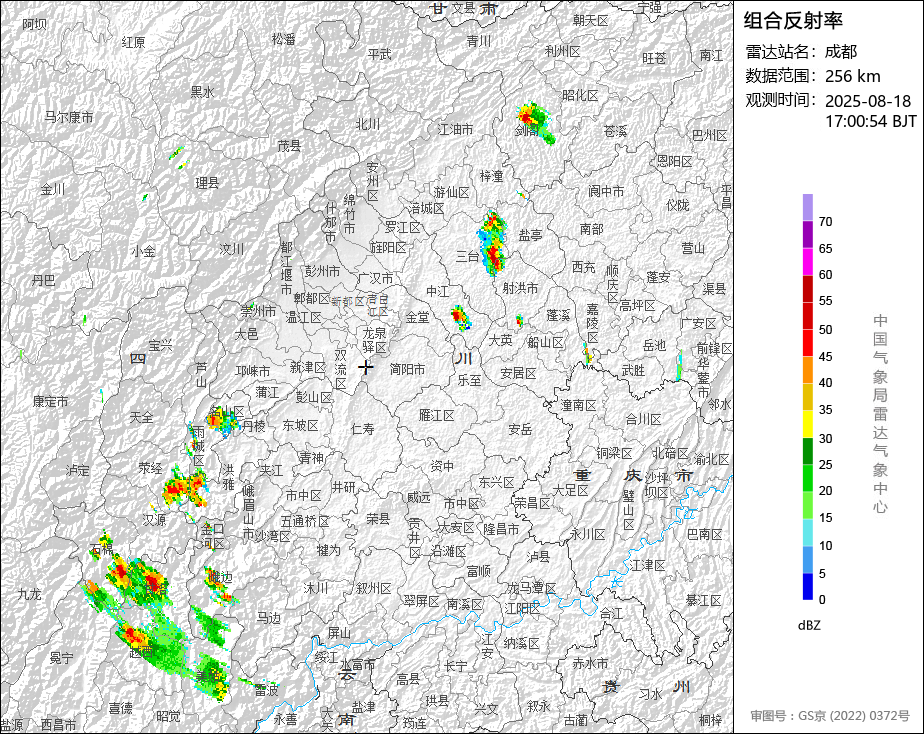 甘 文县 肃
宁强
朝天区
阿坝
松潘
红原
青川
平武
利州区
旺苍
南江
黑水
昭化区
马尔康市
北川
江油市
剑阁
苍溪
巴州区
茂县
恩阳区
安州区
梓潼
金川
理县
游仙区
阆中市
平昌
绵竹市
什邡市
涪城区
仪陇
罗江区
盐亭
南部
小金
汶川
都江堰市
旌阳区
营山
三台
丹巴
彭州市
广汉市
西充
顺庆区
蓬安
中江
射洪市
渠县
郫都区
新都区
青白江区
崇州市
温江区
金堂
蓬溪
嘉陵区
高坪区
广安区
大邑
龙泉驿区
大英
船山区
岳池
前锋区
宝兴
四
双流区
川
芦山
邛崃市
新津区
简阳市
乐至
安居区
武胜
华蓥市
康定市
蒲江
彭山区
潼南区
邻水
天全
名山区
丹棱
东坡区
仁寿
雁江区
安岳
合川区
雨城区
铜梁区
北碚区
渝北区
泸定
荥经
洪雅
夹江
青神
资中
重 庆 市
沙坪坝区
峨眉山市
市中区
井研
东兴区
大足区
璧山区
汉源
威远
市中区
荣昌区
五通桥区
荣县
贡井区
大安区
隆昌市
永川区
巴南区
金口河区
沙湾区
石棉
犍为
沿滩区
泸县
江津区
九龙
峨边
沐川
叙州区
富顺
龙马潭区
甘洛
翠屏区
南溪区
江阳区
合江
綦江区
马边
屏山
纳溪区
越西
冕宁
绥江
水富市
江安
赤水市
云
长宁
高县
美姑
雷波
贵 州
习水
喜德
盐津
珙县
兴文
叙永
盐源
西昌市
昭觉
永善
大关
南
筠连
古蔺
桐梓
组合反射率
雷达站名：成都
数据范围：256 km
观测时间：2025-08-18
17:00:54 BJT
70
65
60
55
50
45
40
35
30
25
20
15
10
5
0
dBZ
中国气象局雷达气象中心
审图号：GS京 (2022) 0372号